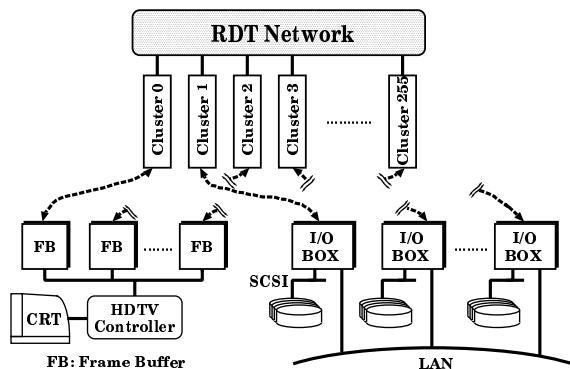 RDT Network
Cluster 0
Cluster 1
Cluster 2
Cluster 3
Cluster 255
FB
FB
FB
I/O
BOX
I/O
BOX
I/O
BOX
SCSI
CRT
HDTV
Controller
FB: Frame Buffer
LAN